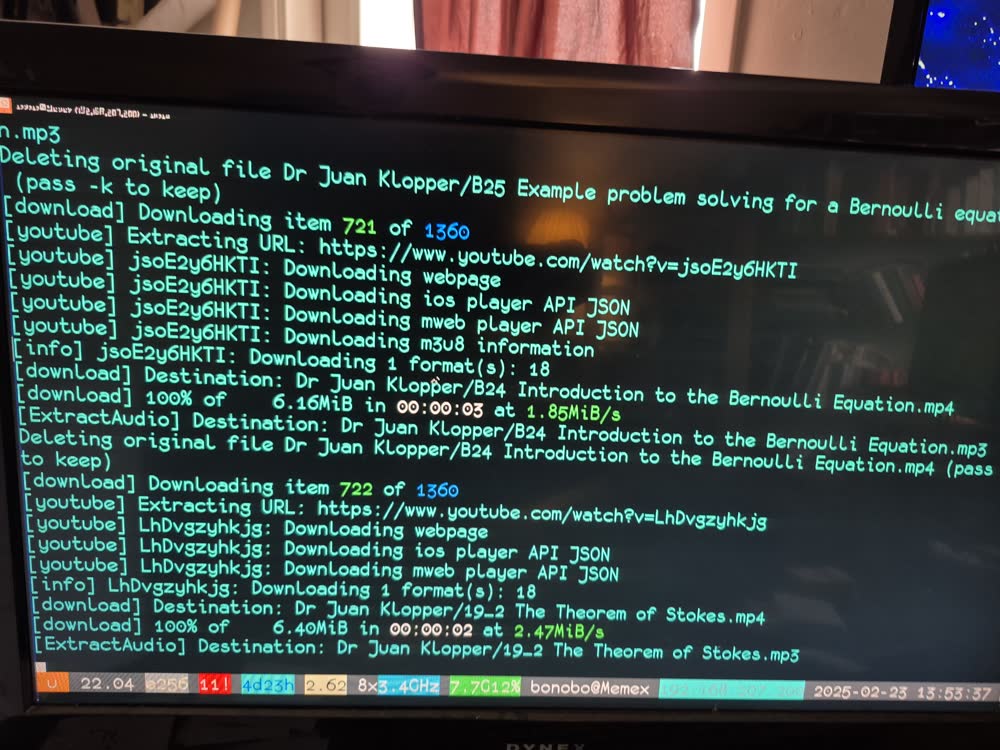 n.mp3
Deleting original file Dr Juan Klopper/B25 Example problem solving for a Bernoulli equa
(pass -k to keep)
[download] Downloading item 721 of 1360
[youtube] Extracting URL: https://www.youtube.com/watch?v=jsoE2y6HKTI
[youtube] jsoE2y6HKTI: Downloading webpage
[youtube] jsoE2y6HKTI: Downloading ios player API JSON
[youtube] jsoE2y6HKTI: Downloading mweb player API JSON
[youtube] jsoE2y6HKTI: Downloading m3u8 information
[info] jsoE2y6HKTI: Downloading 1 format(s): 18
[download] Destination: Dr Juan Klopper/B24 Introduction to the Bernoulli Equation.mp4
[download] 100% of 6.16MiB in 00:00:03 at 1.85MiB/s
[ExtractAudio] Destination: Dr Juan Klopper/B24 Introduction to the Bernoulli Equation.mp3
Deleting original file Dr Juan Klopper/B24 Introduction to the Bernoulli Equation.mp4 (pass
to keep)
[download] Downloading item 722 of 1360
[youtube] Extracting URL: https://www.youtube.com/watch?v=LhDvgzyhkjg
[youtube] LhDvgzyhkjg: Downloading webpage
[youtube] LhDvgzyhkjg: Downloading ios player API JSON
[youtube] LhDvgzyhkjg: Downloading mweb player API JSON
[info] LhDvgzyhkjg: Downloading 1 format(s): 18
[download] Destination: Dr Juan Klopper/19_2 The Theorem of Stokes.mp4
[download] 100% of 6.40MiB in 00:00:02 at 2.47MiB/s
[ExtractAudio] Destination: Dr Juan Klopper/19_2 The Theorem of Stokes.mp3
22.04 e256 11! 4d23h 2.62 8x3.4GHz 7.7G12% bonobo@Memex 2025-02-23 13:53:37
DYNEX